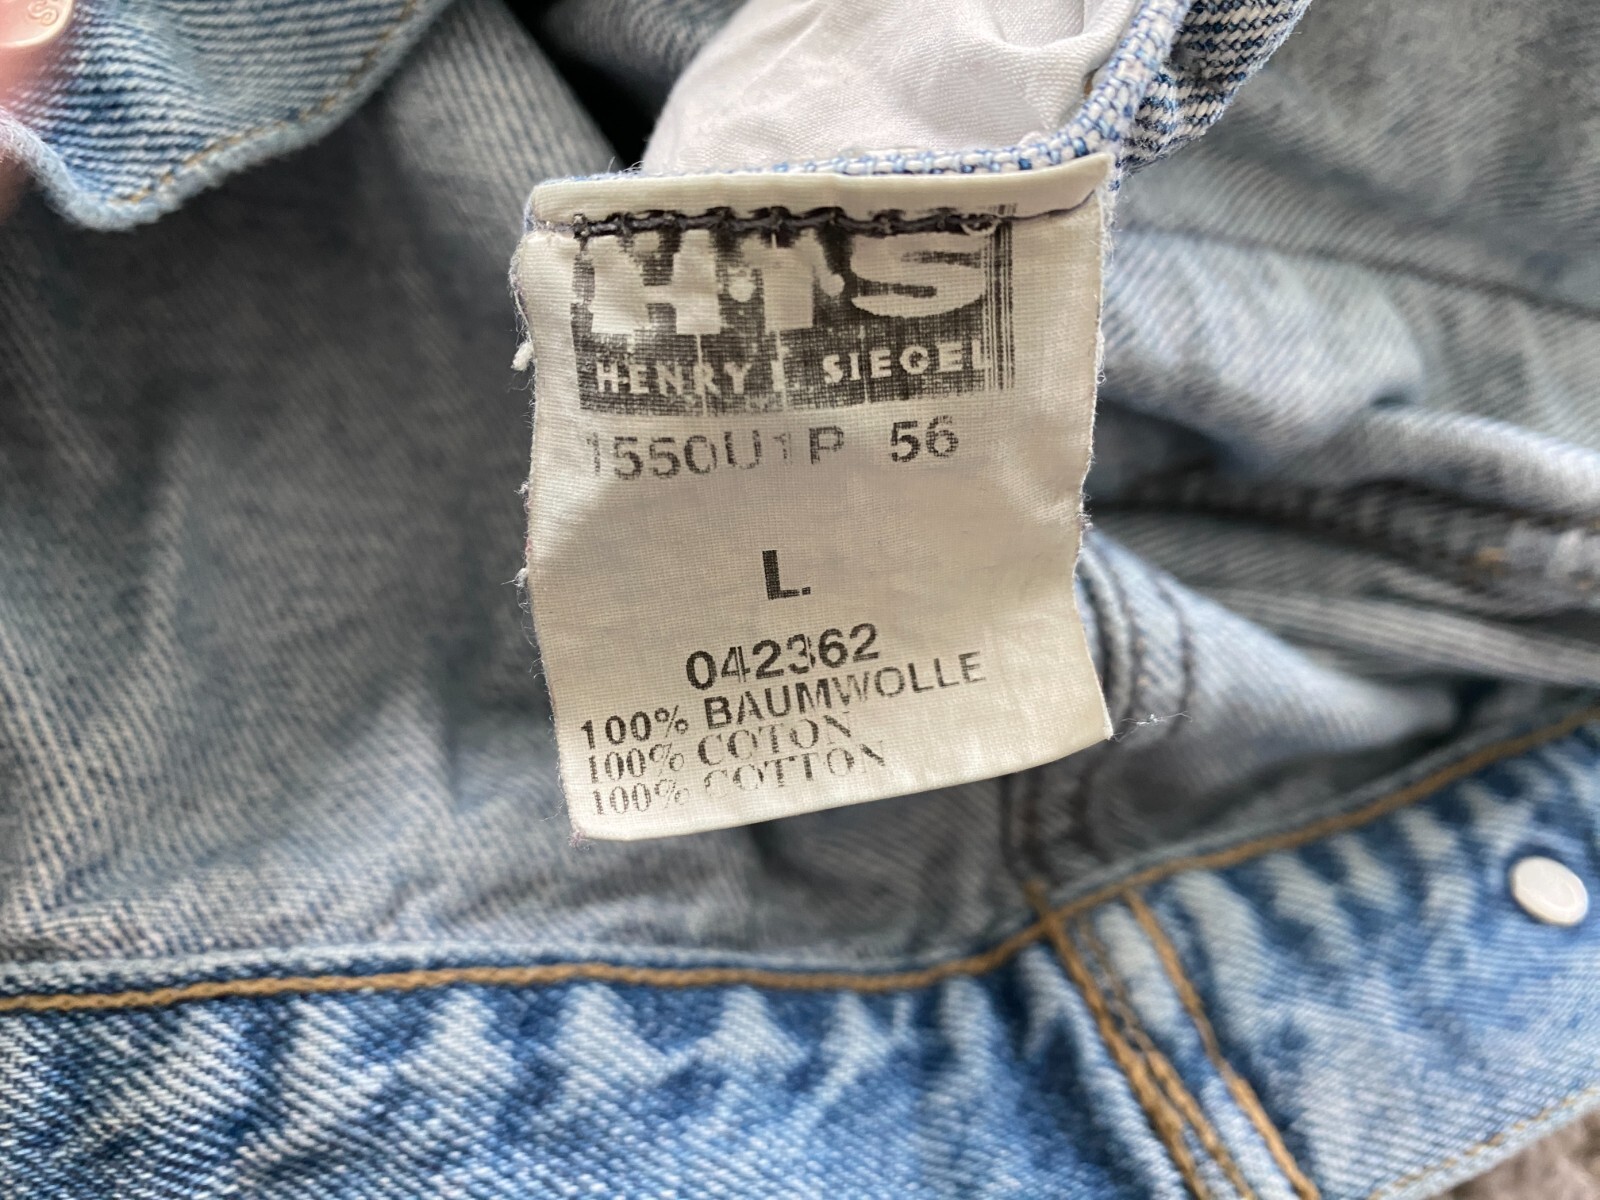 H·I·S
HENRY I. SIEGEL
1550U1P 56
L
042362
100% BAUMWOLLE
100% COTON
100% COTTON